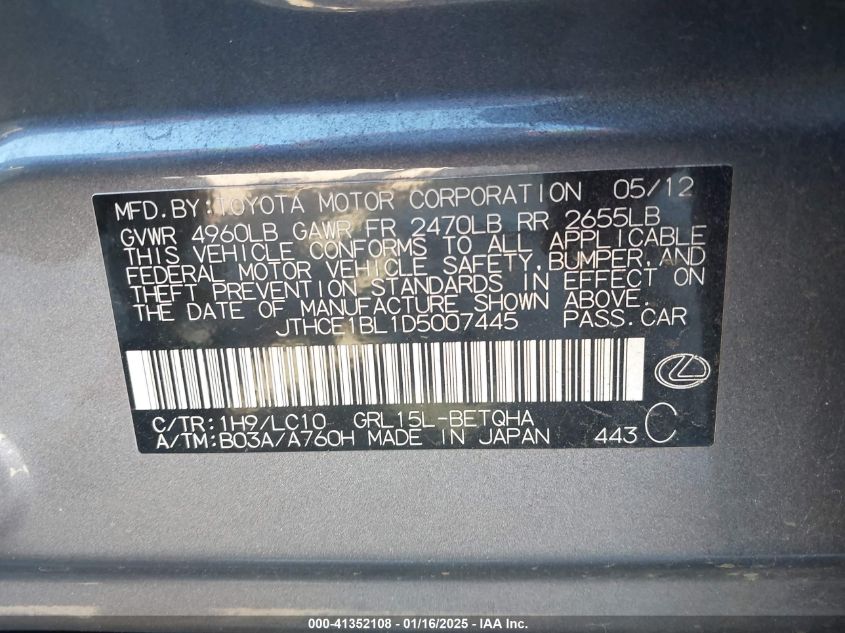 MFD.BY:TOYOTA MOTOR CORPORATION 05/12
GVWR 4960LB GAWR FR 2470LB RR 2655LB
THIS VEHICLE CONFORMS TO ALL APPLICABLE
FEDERAL MOTOR VEHICLE SAFETY,BUMPER,AND
THEFT PREVENTION STANDARDS IN EFFECT ON
THE DATE OF MANUFACTURE SHOWN ABOVE.
JTHCE1BL1D5007445 PASS.CAR
C/TR:1H9/LC10 GRL15L-BETQHA
A/TM:B03A/A760H MADE IN JAPAN 443 C
000-41352108 - 01/16/2025 - IAA Inc.